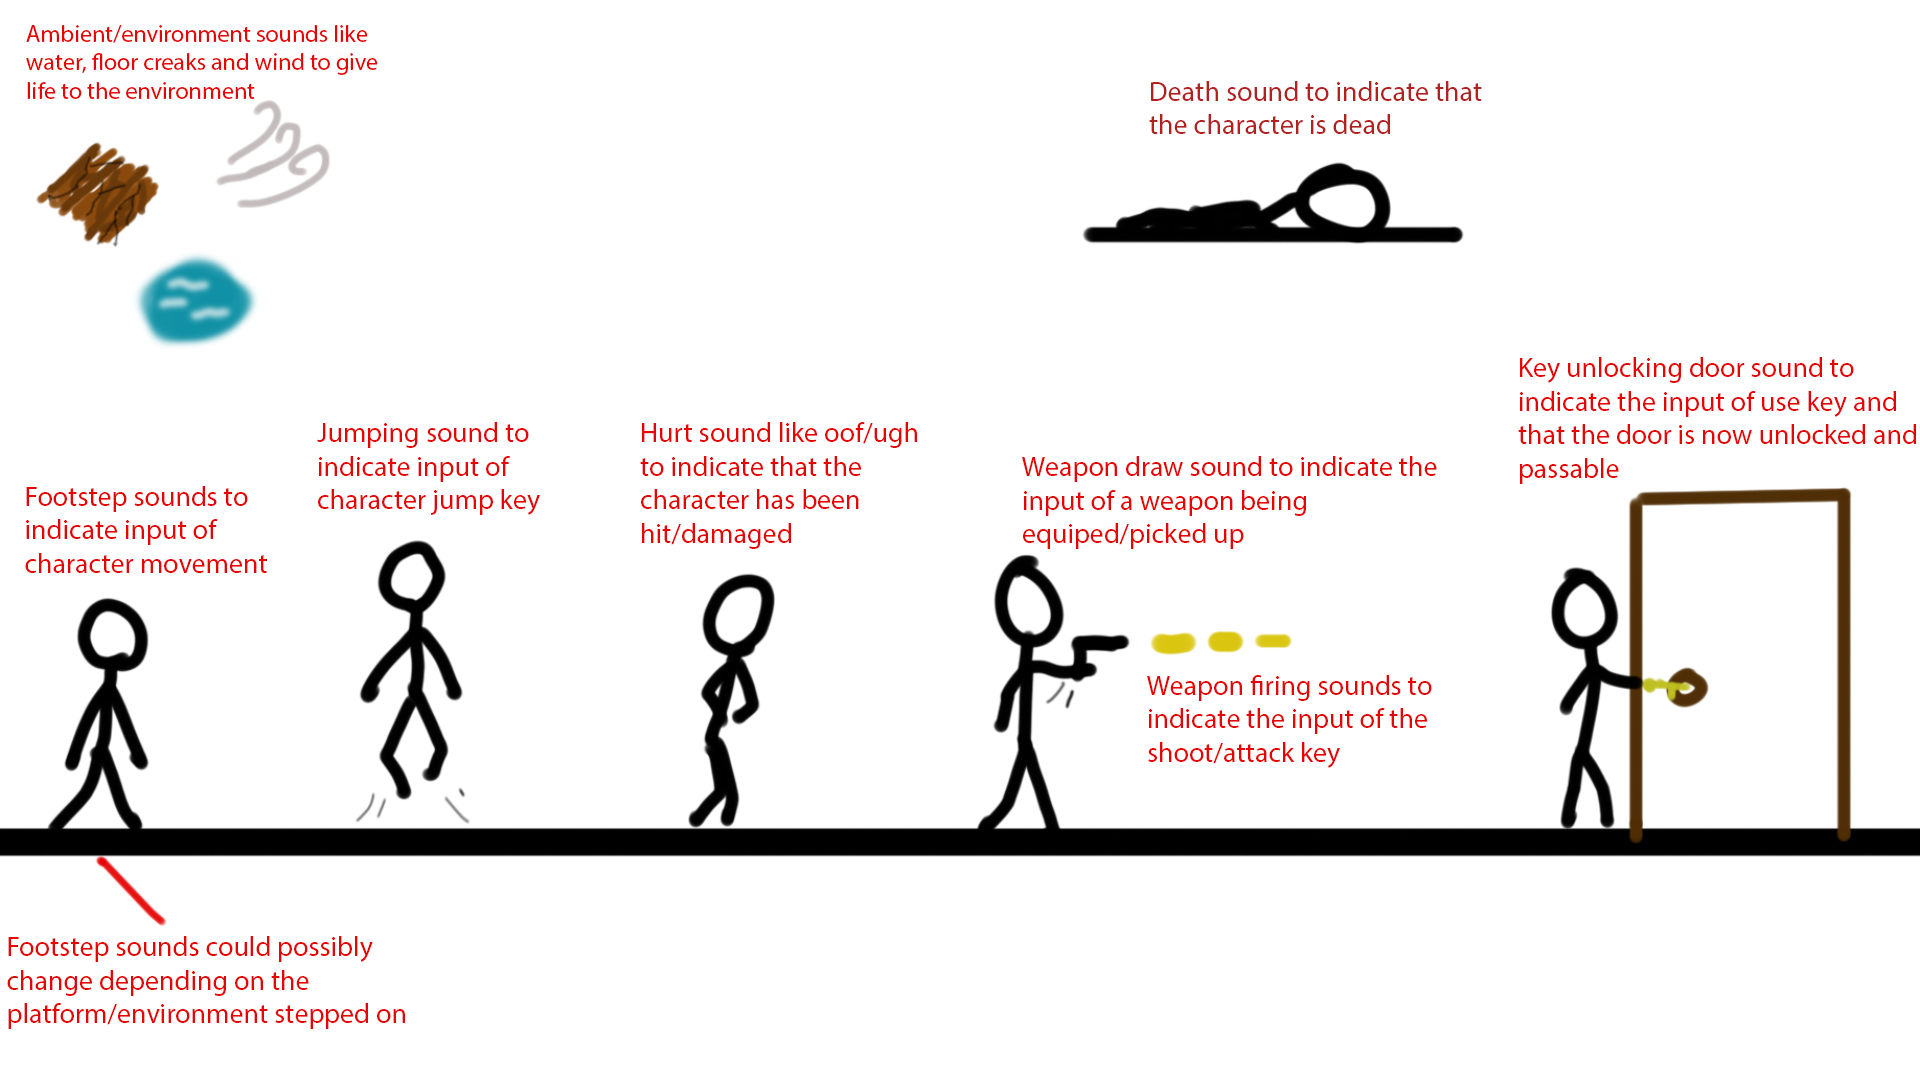 Ambient/environment sounds like
water, floor creaks and wind to give
life to the environment
Death sound to indicate that
the character is dead
Footstep sounds to
indicate input of
character movement
Jumping sound to
indicate input of
character jump key
Hurt sound like oof/ugh
to indicate that the
character has been
hit/damaged
Weapon draw sound to indicate the
input of a weapon being
equiped/picked up
Weapon firing sounds to
indicate the input of the
shoot/attack key
Key unlocking door sound to
indicate the input of use key and
that the door is now unlocked and
passable
Footstep sounds could possibly
change depending on the
platform/environment stepped on